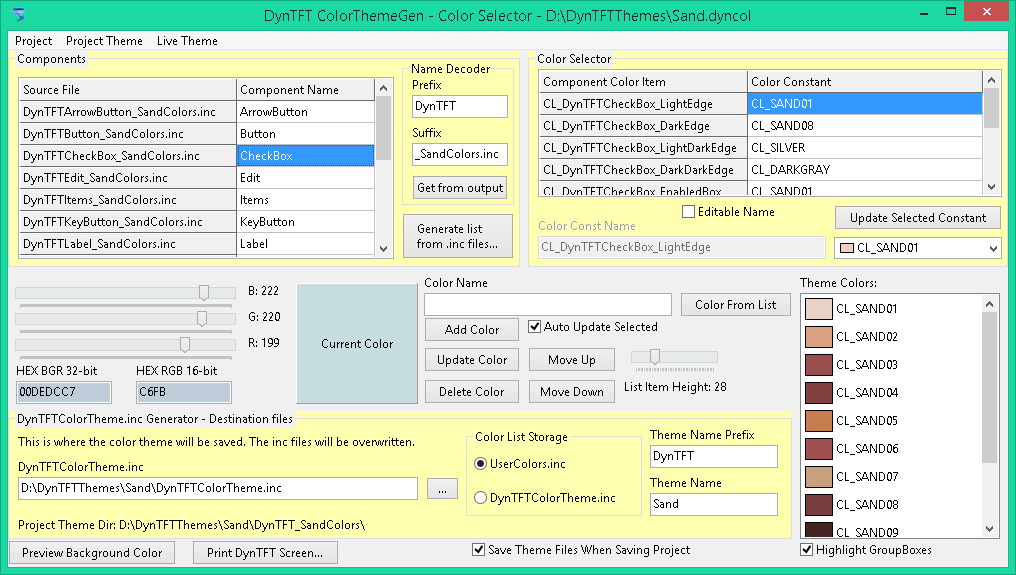 DynTFT ColorThemeGen - Color Selector - D:\DynTFTThemes\Sand.dyncol
Project Project Theme Live Theme
Components
Source File Component Name
DynTFTArrowButton_SandColors.inc ArrowButton
DynTFTButton_SandColors.inc Button
DynTFTCheckBox_SandColors.inc CheckBox
DynTFTEdit_SandColors.inc Edit
DynTFTItems_SandColors.inc Items
DynTFTKeyButton_SandColors.inc KeyButton
DynTFTLabel_SandColors.inc Label
Name Decoder
Prefix
DynTFT
Suffix
_SandColors.inc
Get from output
Generate list
from .inc files...
Color Selector
Component Color Item Color Constant
CL_DynTFTCheckBox_LightEdge CL_SAND01
CL_DynTFTCheckBox_DarkEdge CL_SAND08
CL_DynTFTCheckBox_LightDarkEdge CL_SILVER
CL_DynTFTCheckBox_DarkDarkEdge CL_DARKGRAY
CL_DynTFTCheckBox_EnabledBox CL_SAND01
Editable Name
Update Selected Constant
Color Const Name
CL_DynTFTCheckBox_LightEdge
CL_SAND01
B: 222
G: 220
R: 199
HEX BGR 32-bit HEX RGB 16-bit
00DEDCC7 C6FB
Current Color
Color Name
Color From List
Add Color
Auto Update Selected
Update Color Move Up
Delete Color Move Down
List Item Height: 28
Theme Colors:
CL_SAND01
CL_SAND02
CL_SAND03
CL_SAND04
CL_SAND05
CL_SAND06
CL_SAND07
CL_SAND08
CL_SAND09
Highlight GroupBoxes
DynTFTColorTheme.inc Generator - Destination files
This is where the color theme will be saved. The inc files will be overwritten.
DynTFTColorTheme.inc
D:\DynTFTThemes\Sand\DynTFTColorTheme.inc
...
Project Theme Dir: D:\DynTFTThemes\Sand\DynTFT_SandColors\
Color List Storage
UserColors.inc
DynTFTColorTheme.inc
Theme Name Prefix
DynTFT
Theme Name
Sand
Preview Background Color
Print DynTFT Screen...
Save Theme Files When Saving Project